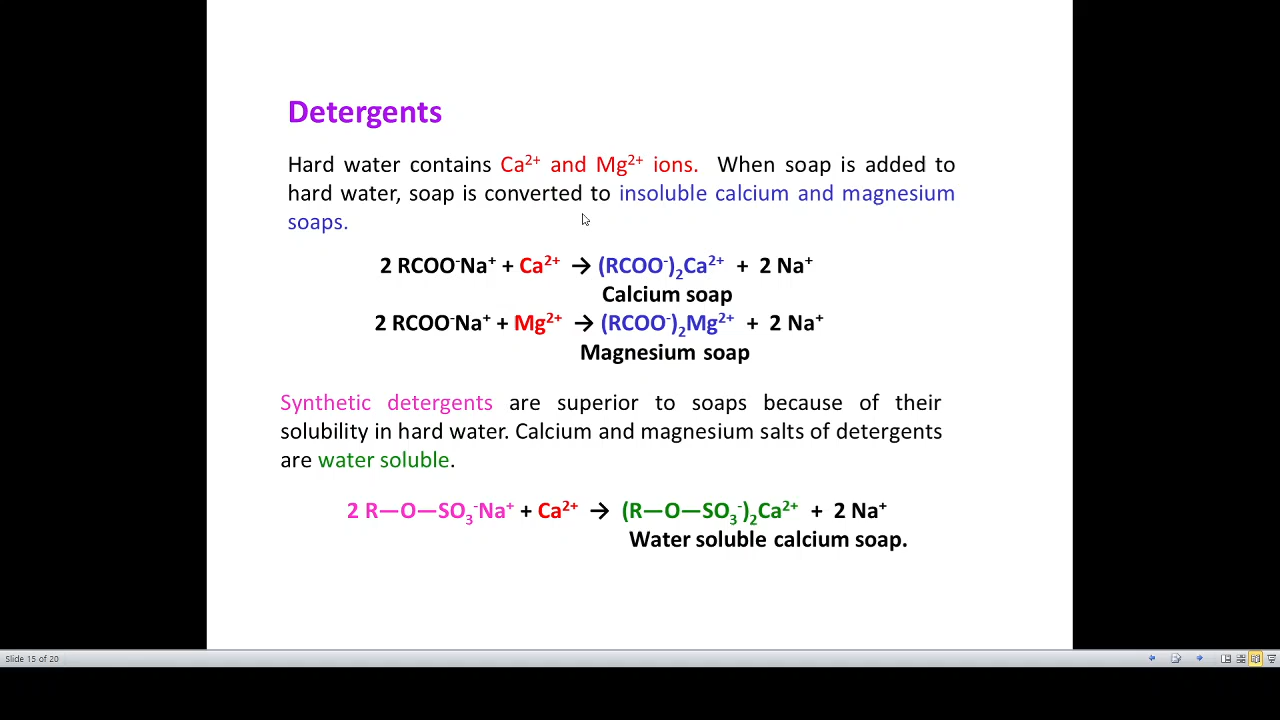 Detergents
Hard water contains Ca²⁺ and Mg²⁺ ions. When soap is added to
hard water, soap is converted to insoluble calcium and magnesium
soaps.
2 RCOO⁻Na⁺ + Ca²⁺ → (RCOO⁻)₂Ca²⁺ + 2 Na⁺
Calcium soap
2 RCOO⁻Na⁺ + Mg²⁺ → (RCOO⁻)₂Mg²⁺ + 2 Na⁺
Magnesium soap
Synthetic detergents are superior to soaps because of their
solubility in hard water. Calcium and magnesium salts of detergents
are water soluble.
2 R—O—SO₃⁻Na⁺ + Ca²⁺ → (R—O—SO₃⁻)₂Ca²⁺ + 2 Na⁺
Water soluble calcium soap.
Slide 15 of 20